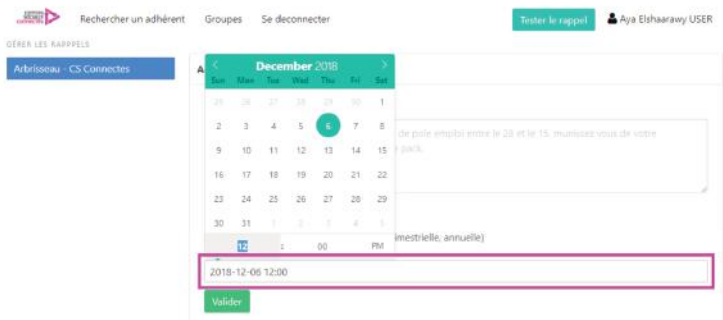 Rechercher un adhérent Groupes Se deconnecter Tester le rappel Aya Elshaarawy USER
GÉRER LES RAPPPELS
Arbrisseau - CS Connectes
December 2018
Sun Mon Tue Wed Thu Fri Sat
25 26 27 28 29 30 1
2 3 4 5 6 7 8
de pole emploi entre le 28 et le 15, munissez vous de votre
9 10 11 12 13 14 15
pack.
16 17 18 19 20 21 22
23 24 25 26 27 28 29
30 31 1 2 3 4 5
imestrielle, annuelle)
12 : 00 PM
2018-12-06 12:00
Valider